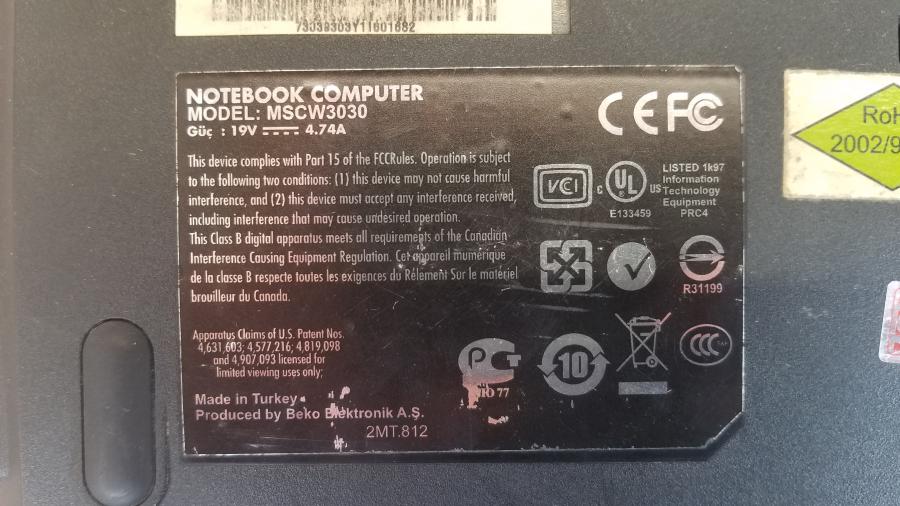 73039303Y11601682
NOTEBOOK COMPUTER
MODEL: MSCW3030
Güç : 19V 4.74A
CE FC
This device complies with Part 15 of the FCCRules. Operation is subject
to the following two conditions: (1) this device may not cause harmful
interference, and (2) this device must accept any interference received,
including interference that may cause undesired operation.
This Class B digital apparatus meets all requirements of the Canadian
Interference Causing Equipment Regulation. Cet appareil mumérique
de la classe B respecte toutes les exigences du Rélement Sur le matériel
brouilleur du Canada.
VCI
C UL US
E133459
LISTED 1k97
Information
Technology
Equipment
PRC4
R31199
Apparatus Claims of U.S. Patent Nos.
4,631,603; 4,577,216; 4,819,098
and 4,907,093 licensed for
limited viewing uses only;
Made in Turkey
Produced by Beko Elektronik A.Ş.
2MT.812
PCT
77
10
CCC
RoH
2002/9